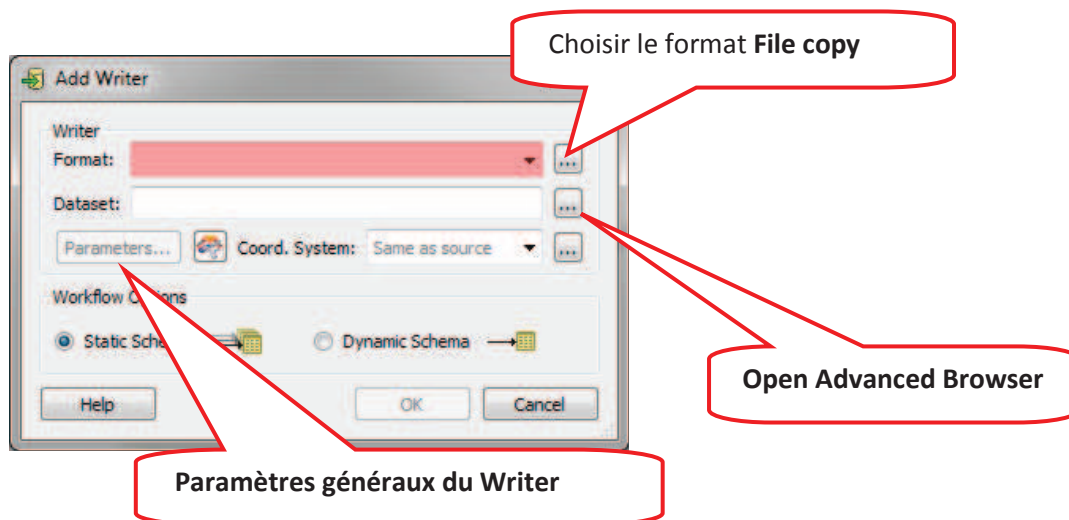 Choisir le format File copy
Add Writer
Writer
Format:
...
Dataset:
...
Parameters...
Coord. System:
Same as source
...
Workflow
Static Sche
Dynamic Schema
Open Advanced Browser
Help
OK
Cancel
Paramètres généraux du Writer